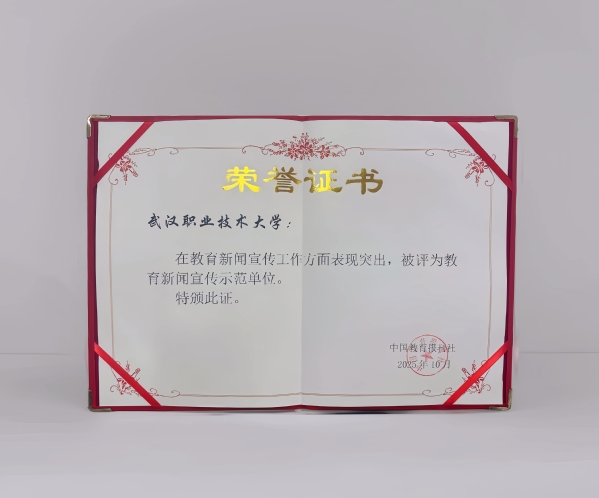 荣誉证书
武汉职业技术大学：
在教育新闻宣传工作方面表现突出，被评为教
育新闻宣传示范单位。
特颁此证。
中国教育报刊社
2025年10月